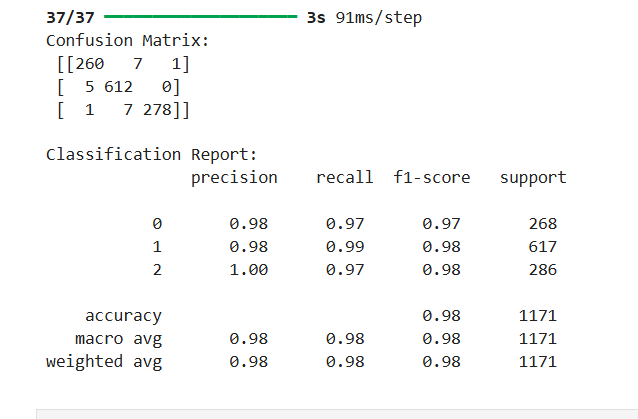 37/37 ━━━━━━━━━━━━━━━━━━━━ 3s 91ms/step
Confusion Matrix:
[[260   7   1]
[  5 612   0]
[  1   7 278]]
Classification Report:
precision    recall  f1-score   support
0       0.98      0.97      0.97       268
1       0.98      0.99      0.98       617
2       1.00      0.97      0.98       286
accuracy                           0.98      1171
macro avg       0.98      0.98      0.98      1171
weighted avg       0.98      0.98      0.98      1171